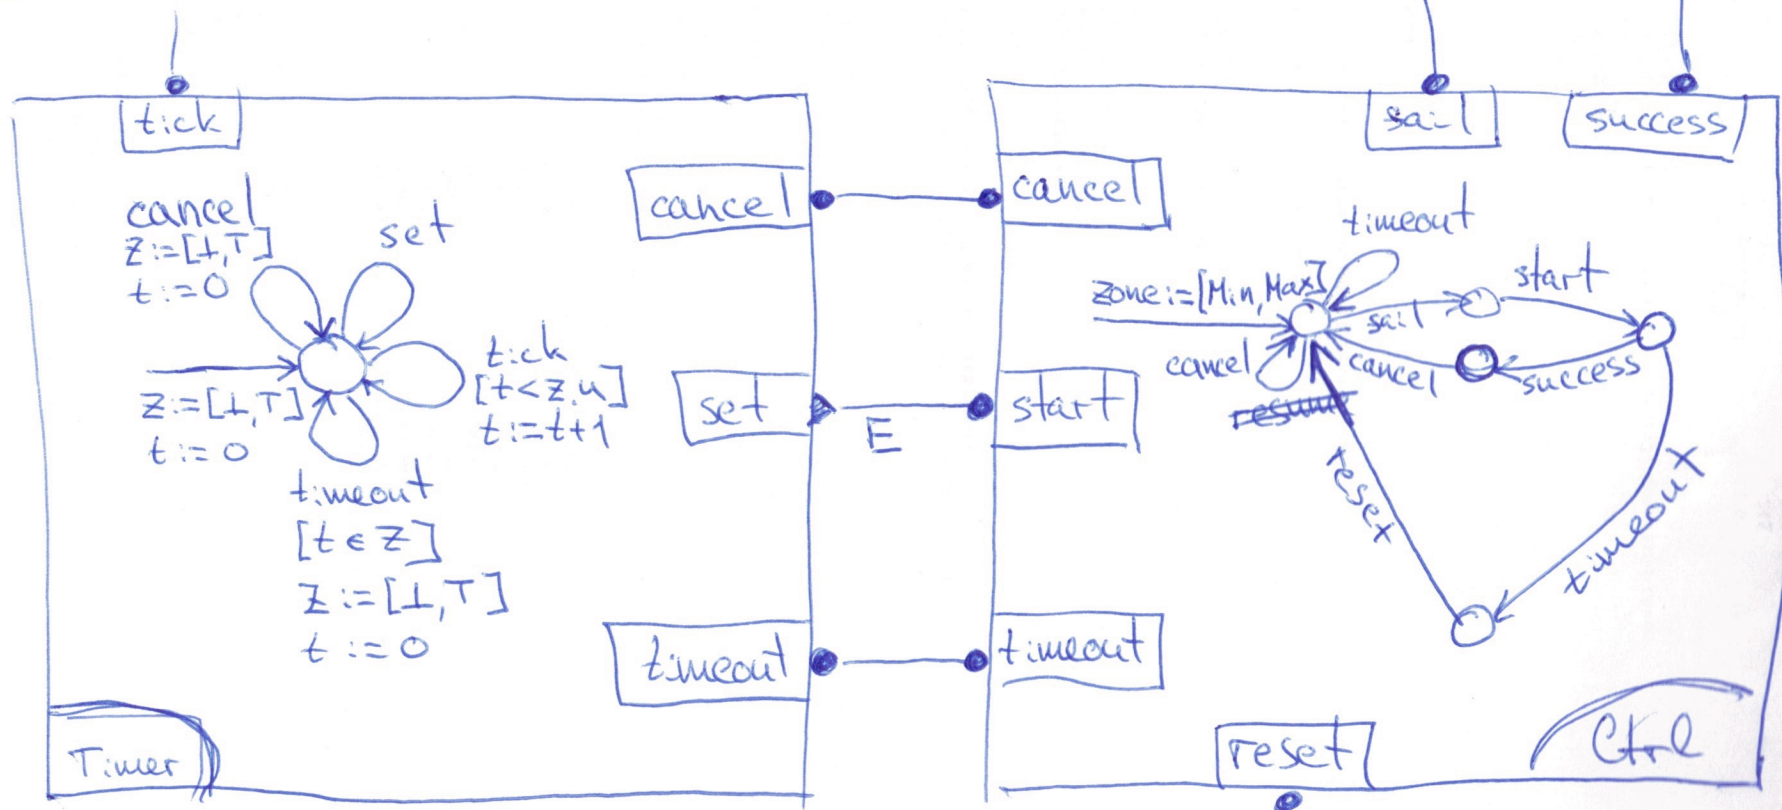 tick
cancel
z:=[⊥,T]
t:=0
set
tick
[t<z.u]
t:=t+1
z:=[⊥,T]
t:=0
timeout
[t∈z]
z:=[⊥,T]
t:=0
cancel
set
timeout
Timer
E
sail
success
cancel
start
timeout
timeout
zone:=[Min,Max]
sail
start
cancel
cancel
success
reset
timeout
reset
Ctrl